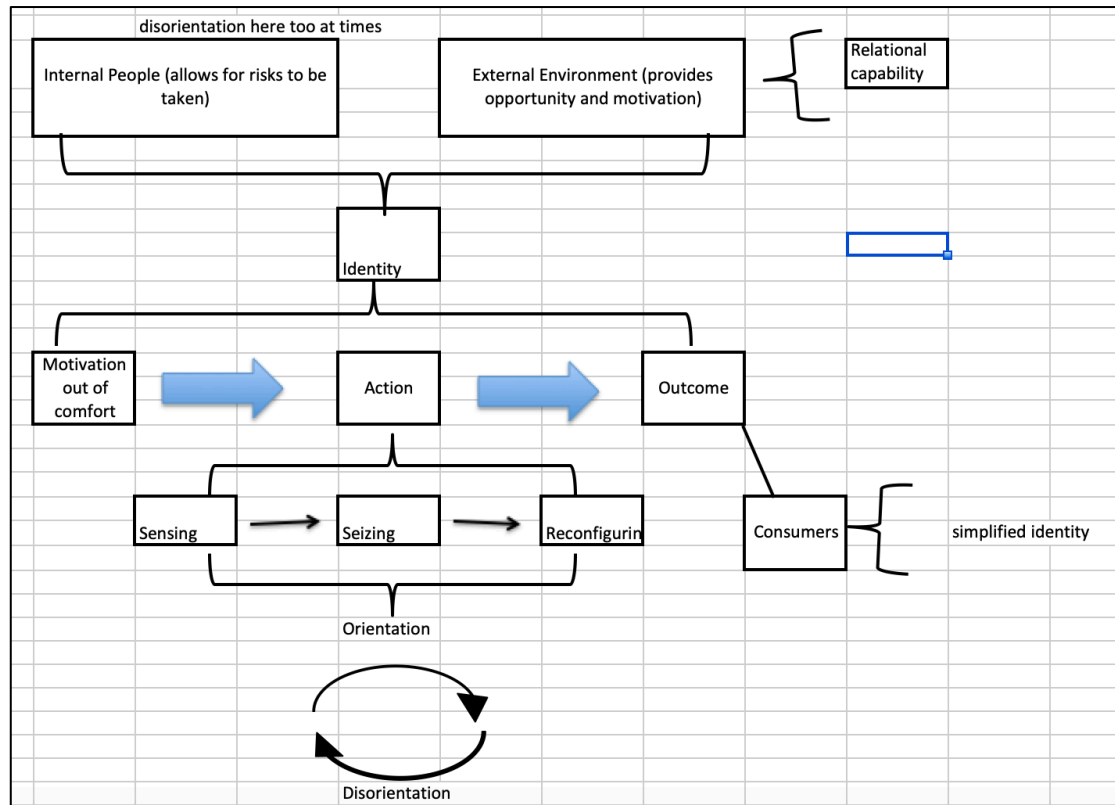 disorientation here too at times
Internal People (allows for risks to be
taken)
External Environment (provides
opportunity and motivation)
Relational
capability
Identity
Motivation
out of
comfort
Action
Outcome
Sensing
Seizing
Reconfigurin
Consumers
simplified identity
Orientation
Disorientation